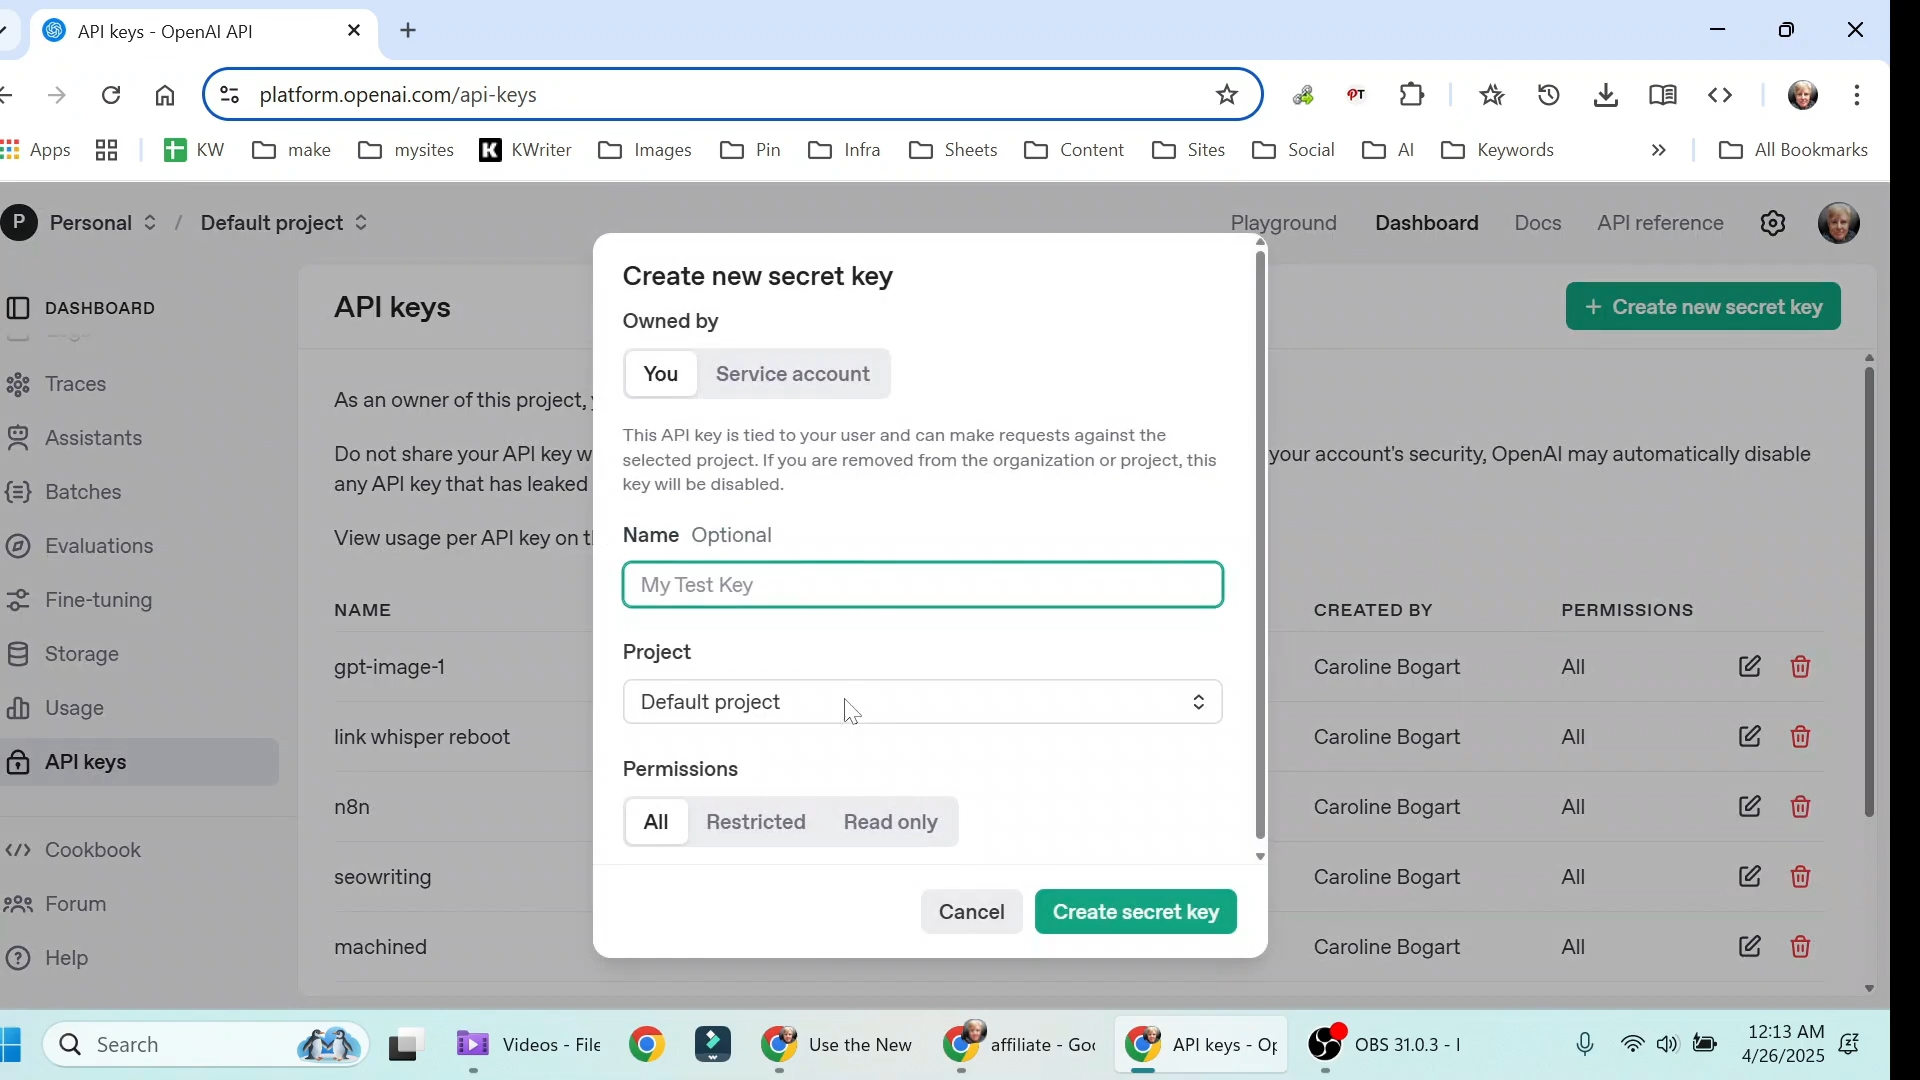 API keys - OpenAI API
platform.openai.com/api-keys
PT
Apps
KW
make
mysites
K KWriter
Images
Pin
Infra
Sheets
Content
Sites
Social
AI
Keywords
All Bookmarks
P Personal / Default project
Playground
Dashboard
Docs
API reference
DASHBOARD
Traces
Assistants
Batches
Evaluations
Fine-tuning
Storage
Usage
API keys
Cookbook
Forum
Help
API keys
+ Create new secret key
As an owner of this project,
Do not share your API key
your account's security, OpenAI may automatically disable
any API key that has leaked
View usage per API key on
NAME
CREATED BY
PERMISSIONS
gpt-image-1
Caroline Bogart
All
link whisper reboot
Caroline Bogart
All
n8n
Caroline Bogart
All
seowriting
Caroline Bogart
All
machined
Caroline Bogart
All
Create new secret key
Owned by
You
Service account
This API key is tied to your user and can make requests against the
selected project. If you are removed from the organization or project, this
key will be disabled.
Name Optional
My Test Key
Project
Default project
Permissions
All
Restricted
Read only
Cancel
Create secret key
Search
Videos - File
Use the New
affiliate - Goo
API keys - Op
OBS 31.0.3 -
12:13 AM
4/26/2025